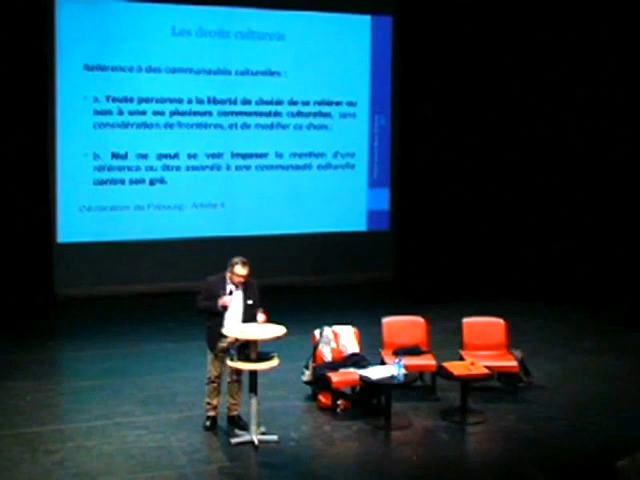 Les droits culturels
Référence à des communautés culturelles :
a. Toute personne a la liberté de choisir de se référer ou
non à une ou plusieurs communautés culturelles, sans
considération de frontières, et de modifier ce choix ;
b. Nul ne peut se voir imposer la mention d'une
référence ou être assimilé à une communauté culturelle
contre son gré.
Déclaration de Fribourg - Article 4